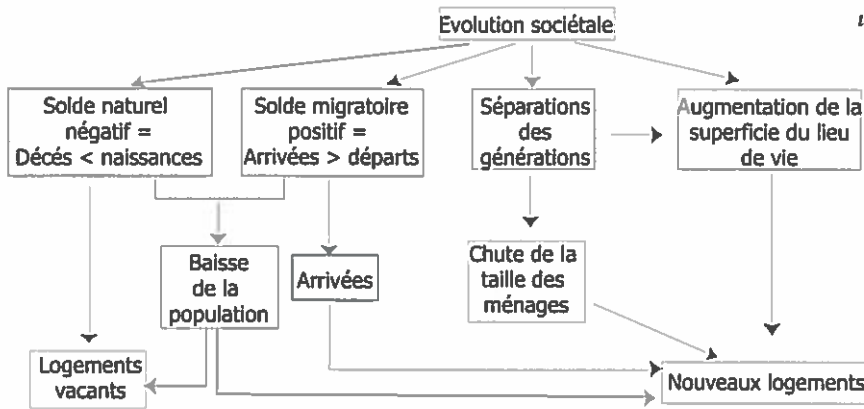 Evolution sociétale
Solde naturel
négatif =
Décés < naissances
Solde migratoire
positif =
Arrivées > départs
Séparations
des
générations
Augmentation de la
superficie du lieu
de vie
Baisse
de la
population
Arrivées
Chute de la
taille des
ménages
Logements
vacants
Nouveaux logements